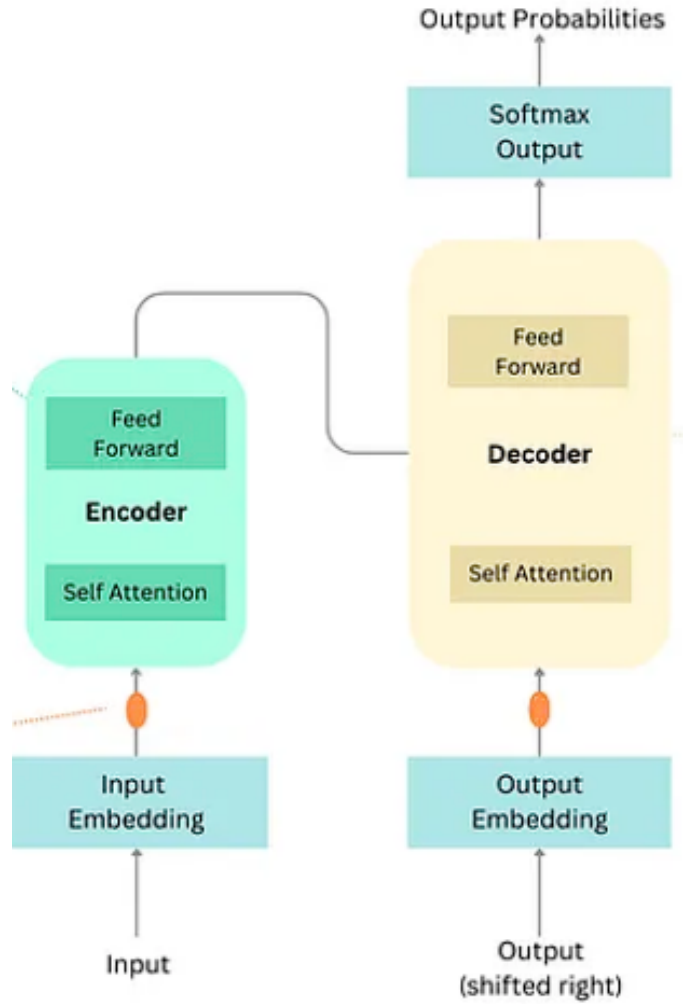 Output Probabilities
Softmax
Output
Feed
Forward
Decoder
Self Attention
Feed
Forward
Encoder
Self Attention
Input
Embedding
Output
Embedding
Input
Output
(shifted right)